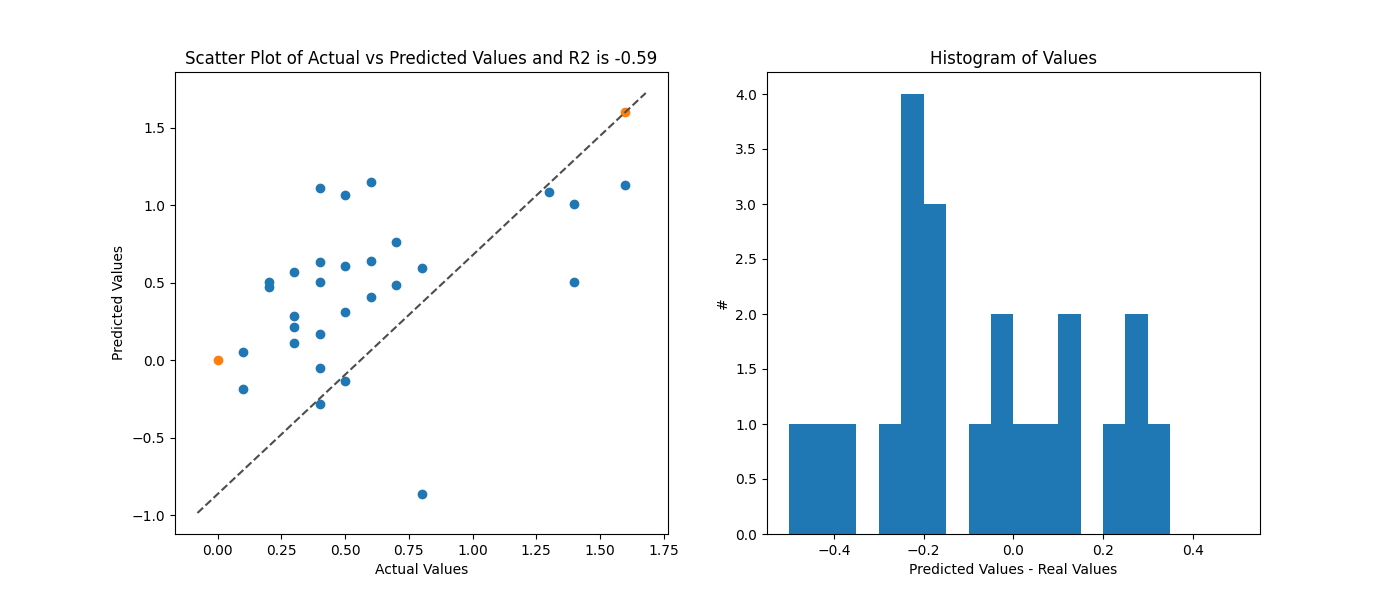 Scatter Plot of Actual vs Predicted Values and R2 is -0.59
1.5
1.0
0.5
0.0
−0.5
−1.0
Predicted Values
0.00 0.25 0.50 0.75 1.00 1.25 1.50 1.75
Actual Values
Histogram of Values
4.0
3.5
3.0
2.5
2.0
1.5
1.0
0.5
0.0
#
−0.4 −0.2 0.0 0.2 0.4
Predicted Values - Real Values